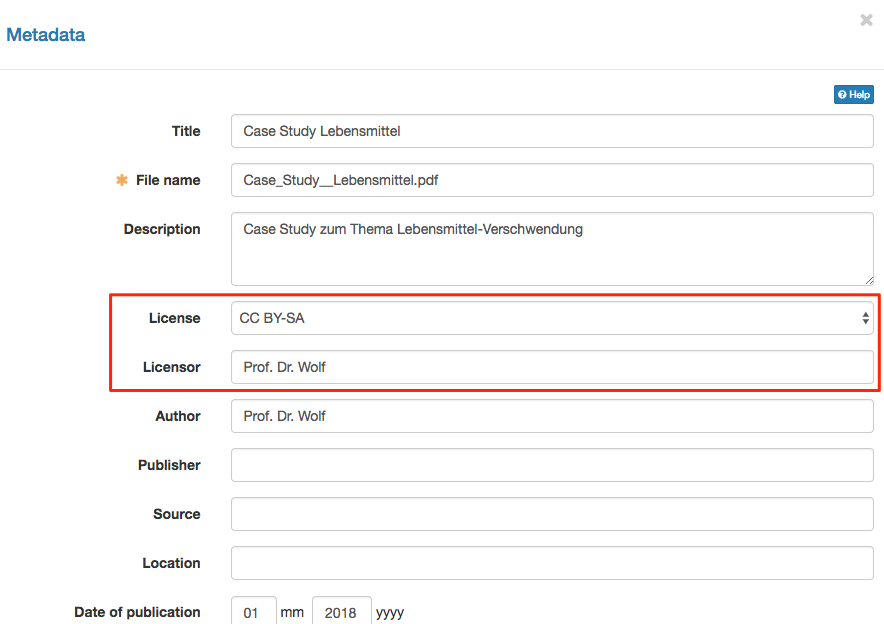 Metadata
Help
Title Case Study Lebensmittel
File name Case_Study__Lebensmittel.pdf
Description Case Study zum Thema Lebensmittel-Verschwendung
License CC BY-SA
Licensor Prof. Dr. Wolf
Author Prof. Dr. Wolf
Publisher
Source
Location
Date of publication 01 mm 2018 yyyy